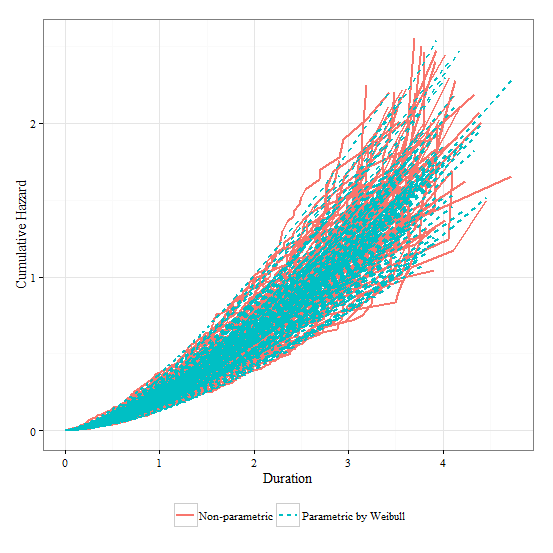 Cumulative Hazard
2
1
0
0 1 2 3 4
Duration
Non-parametric Parametric by Weibull